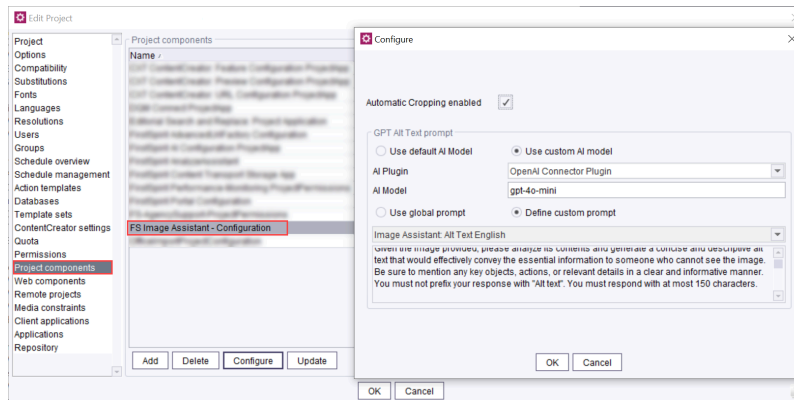 Edit Project
Project
Options
Compatibility
Substitutions
Fonts
Languages
Resolutions
Users
Groups
Schedule overview
Schedule management
Action templates
Databases
Template sets
ContentCreator settings
Quota
Permissions
Project components
Web components
Remote projects
Media constraints
Client applications
Applications
Repository
Project components
Name
FS Image Assistant - Configuration
Add Delete Configure Update
OK Cancel
Configure
Automatic Cropping enabled
GPT Alt Text prompt
Use default AI Model Use custom AI model
AI Plugin OpenAI Connector Plugin
AI Model gpt-4o-mini
Use global prompt Define custom prompt
Image Assistant: Alt Text English
Given the image provided, please analyze its contents and generate a concise and descriptive alt
text that would effectively convey the essential information to someone who cannot see the image.
Be sure to mention any key objects, actions, or relevant details in a clear and informative manner.
You must not prefix your response with "Alt text". You must respond with at most 150 characters.
OK Cancel